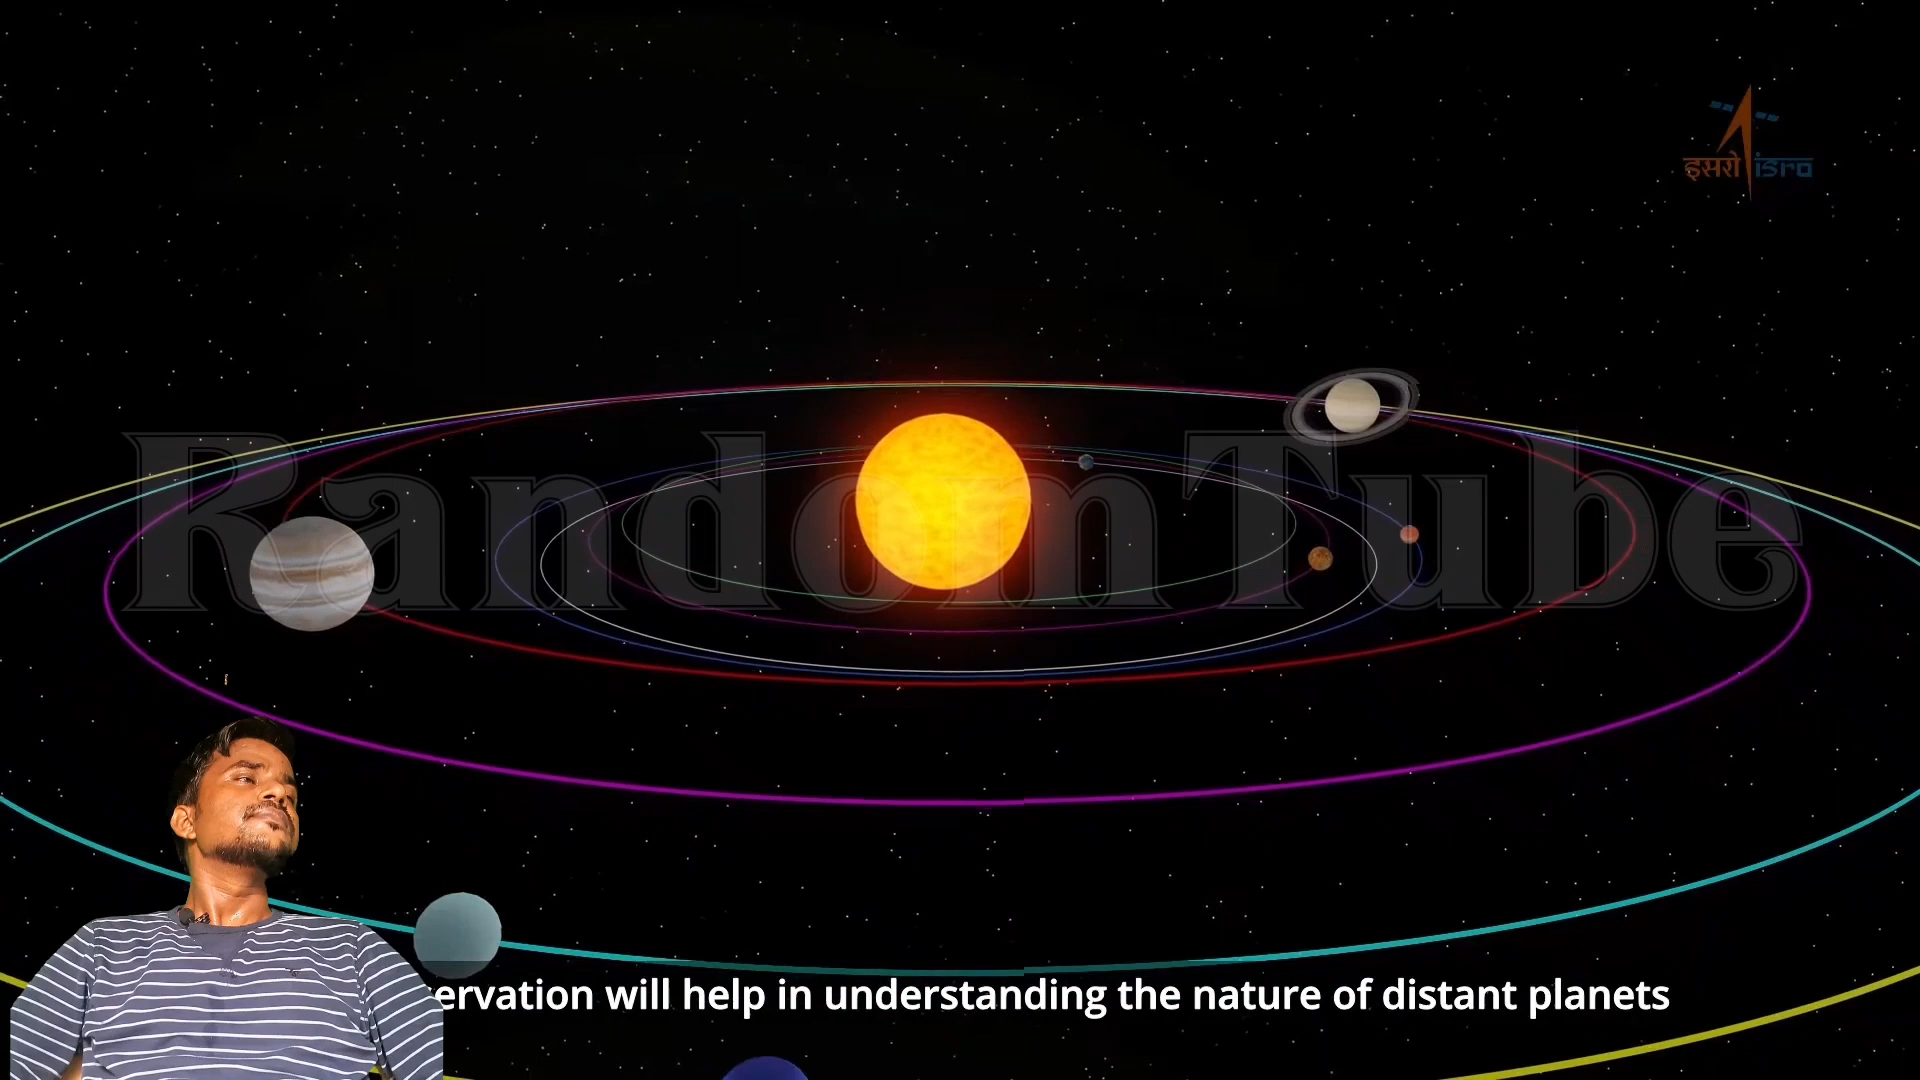 इसरो isro
RandomTube
ervation will help in understanding the nature of distant planets